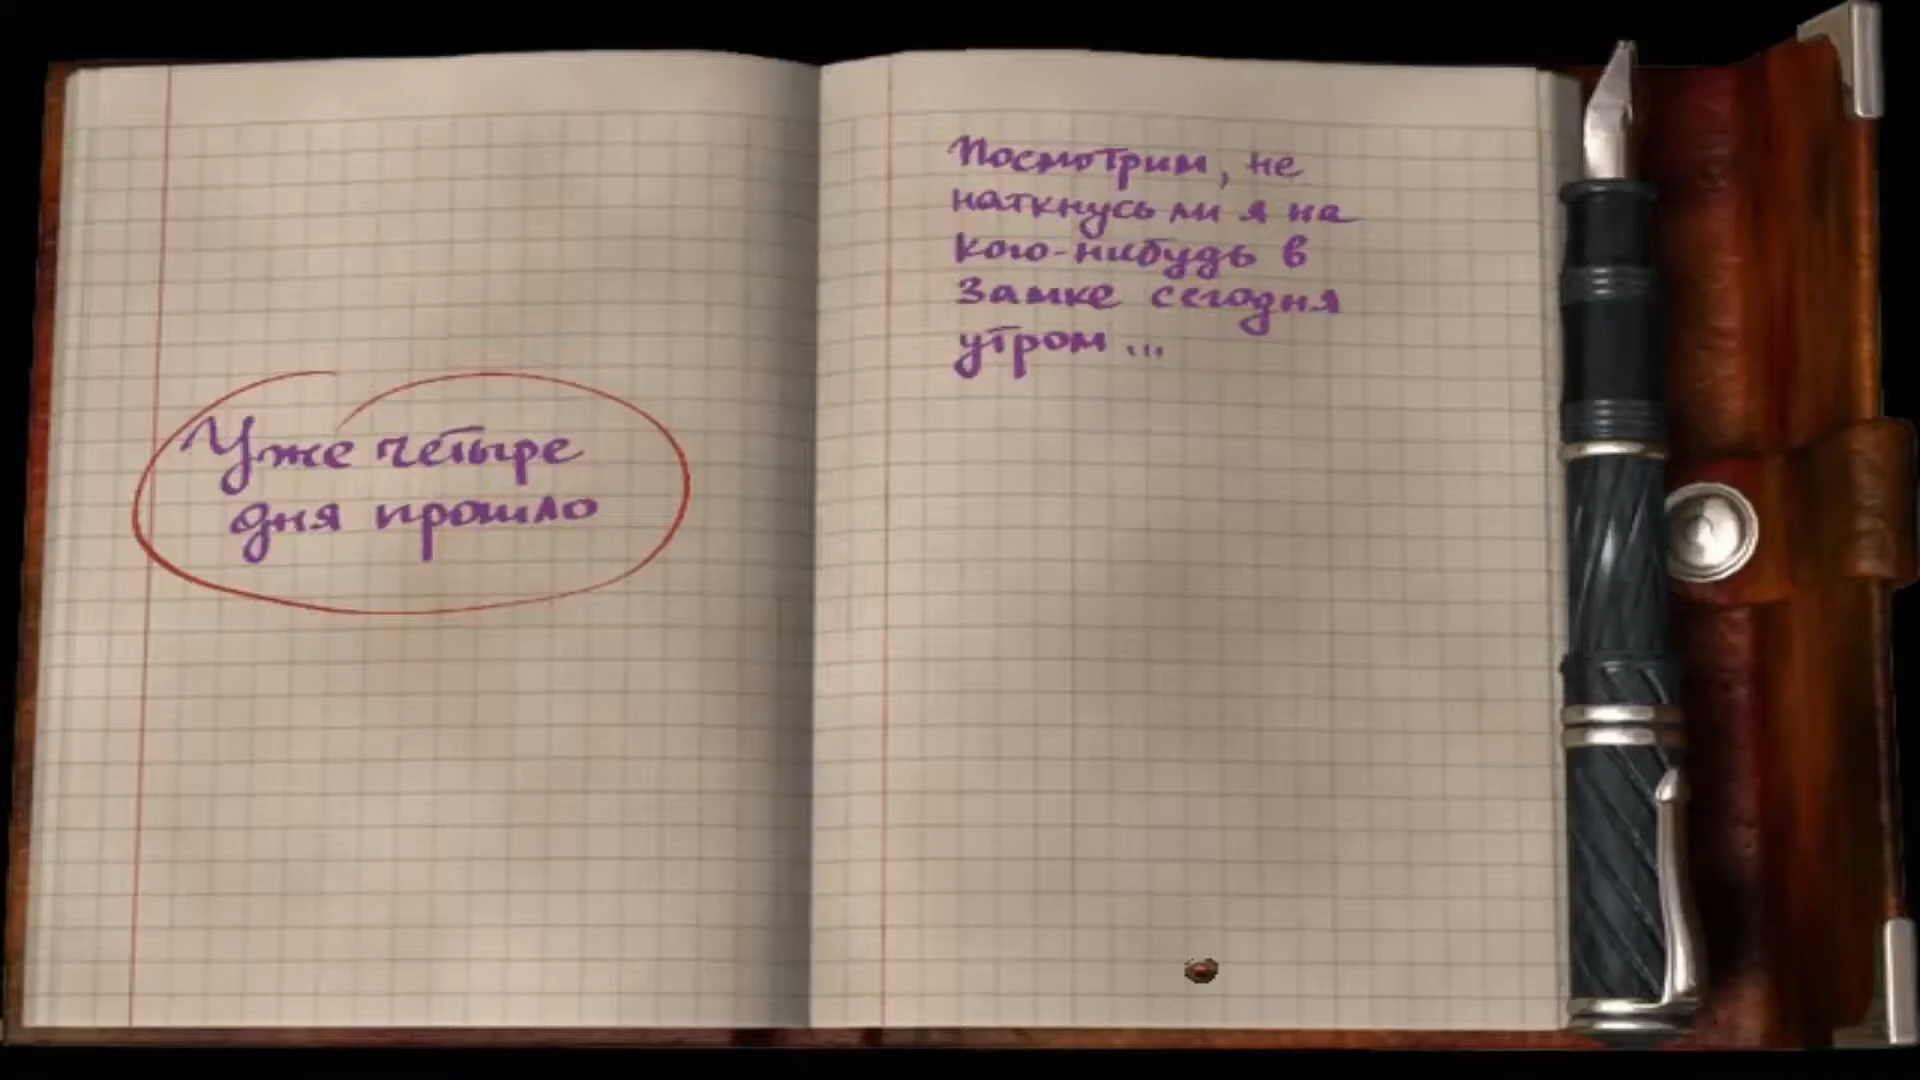 Уже четыре
дня прошло
Посмотрим, не
наткнусь ли я на
кого-нибудь в
Замке сегодня
утром...